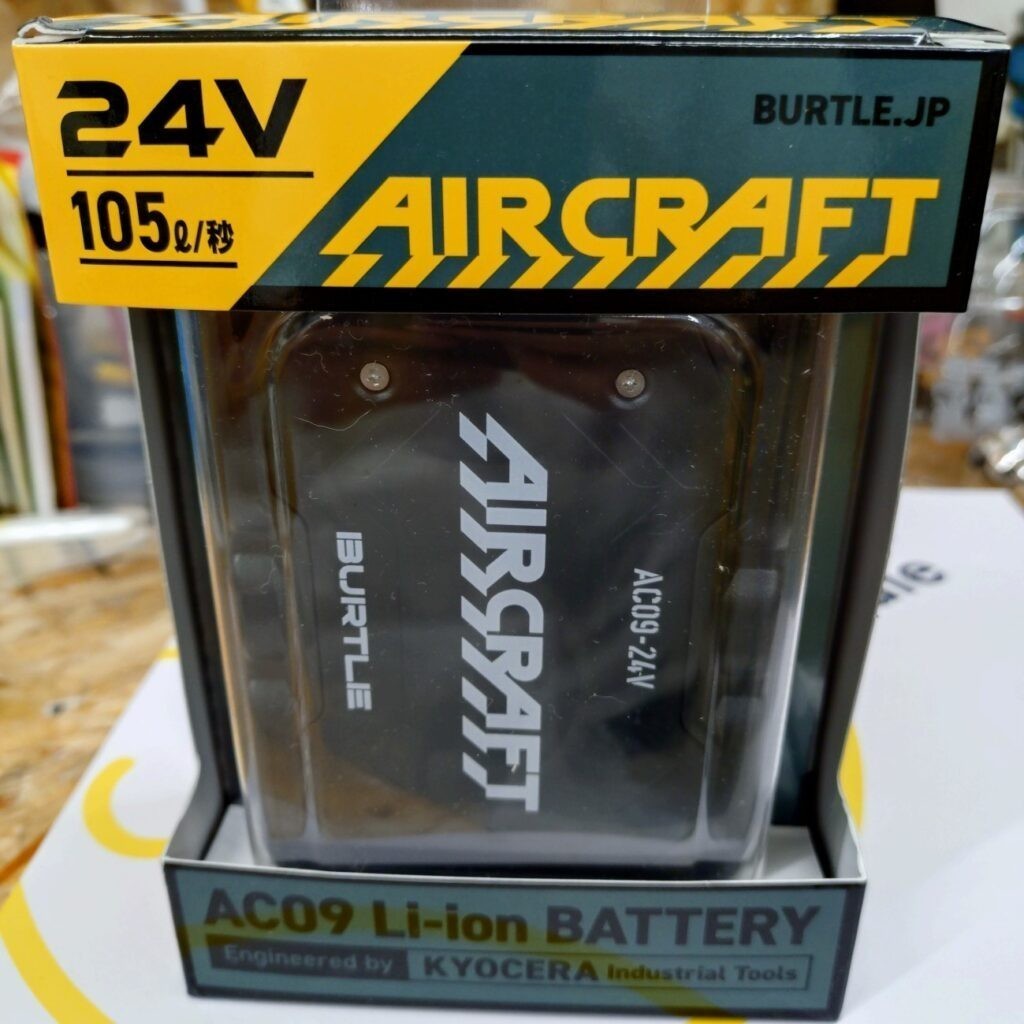 24V
105ℓ/秒
BURTLE.JP
AIRCRAFT
AIRCRAFT
BURTLE
AC09-24V
AC09 Li-ion BATTERY
Engineered by KYOCERA Industrial Tools